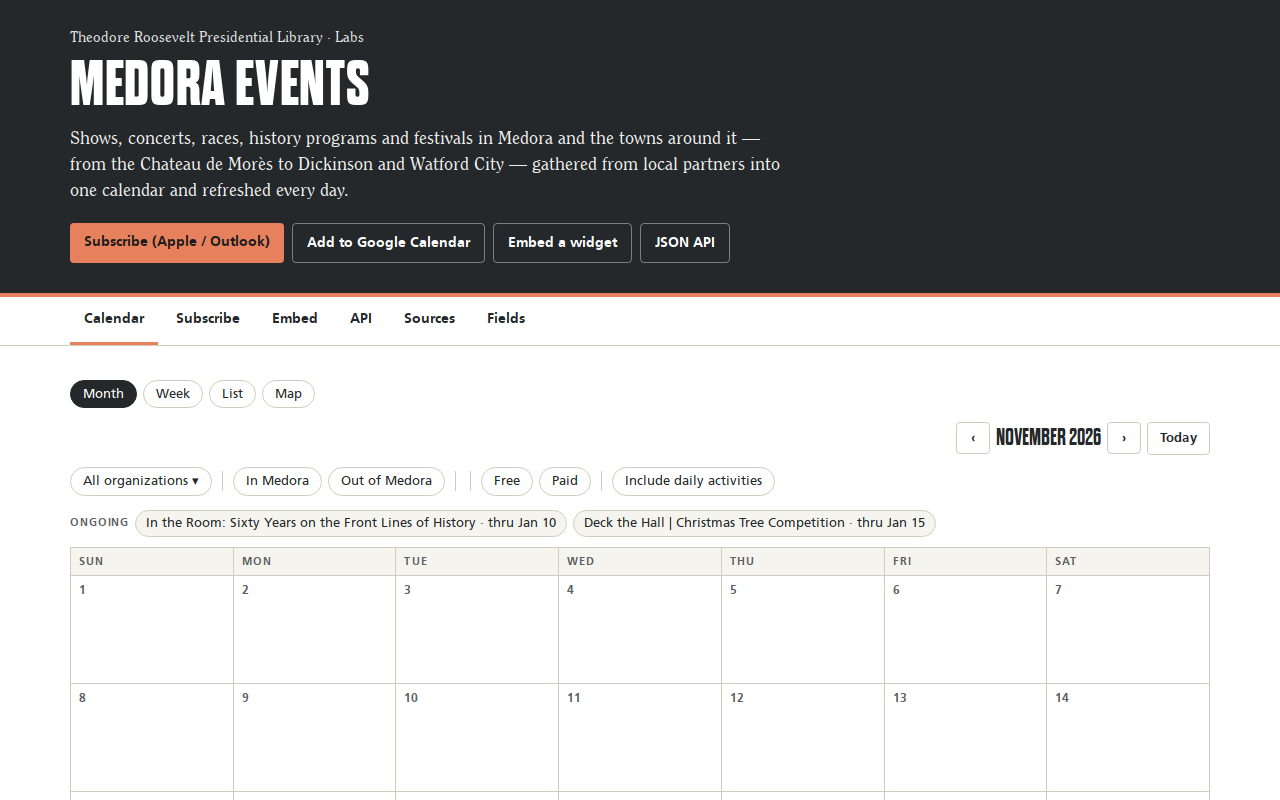 Theodore Roosevelt Presidential Library · Labs
MEDORA EVENTS
Shows, concerts, races, history programs and festivals in Medora and the towns around it —
from the Chateau de Morès to Dickinson and Watford City — gathered from local partners into
one calendar and refreshed every day.
Subscribe (Apple / Outlook) Add to Google Calendar Embed a widget JSON API
Calendar Subscribe Embed API Sources Fields
Month Week List Map
‹ NOVEMBER 2026 › Today
All organizations ▾ In Medora Out of Medora Free Paid Include daily activities
ONGOING In the Room: Sixty Years on the Front Lines of History · thru Jan 10 Deck the Hall | Christmas Tree Competition · thru Jan 15
SUN MON TUE WED THU FRI SAT
1 2 3 4 5 6 7
8 9 10 11 12 13 14